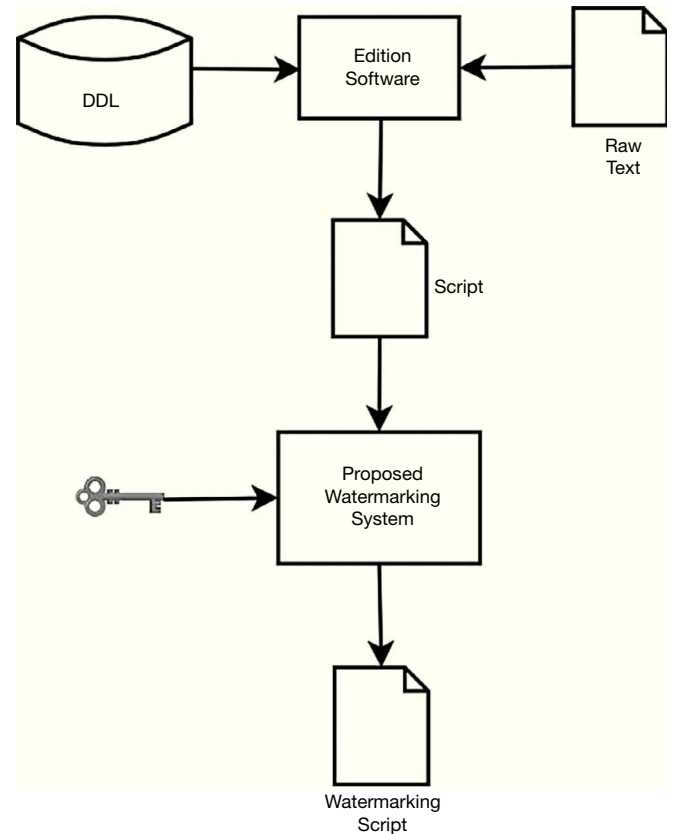 DDL
Edition
Software
Raw
Text
Script
Proposed
Watermarking
System
Watermarking
Script